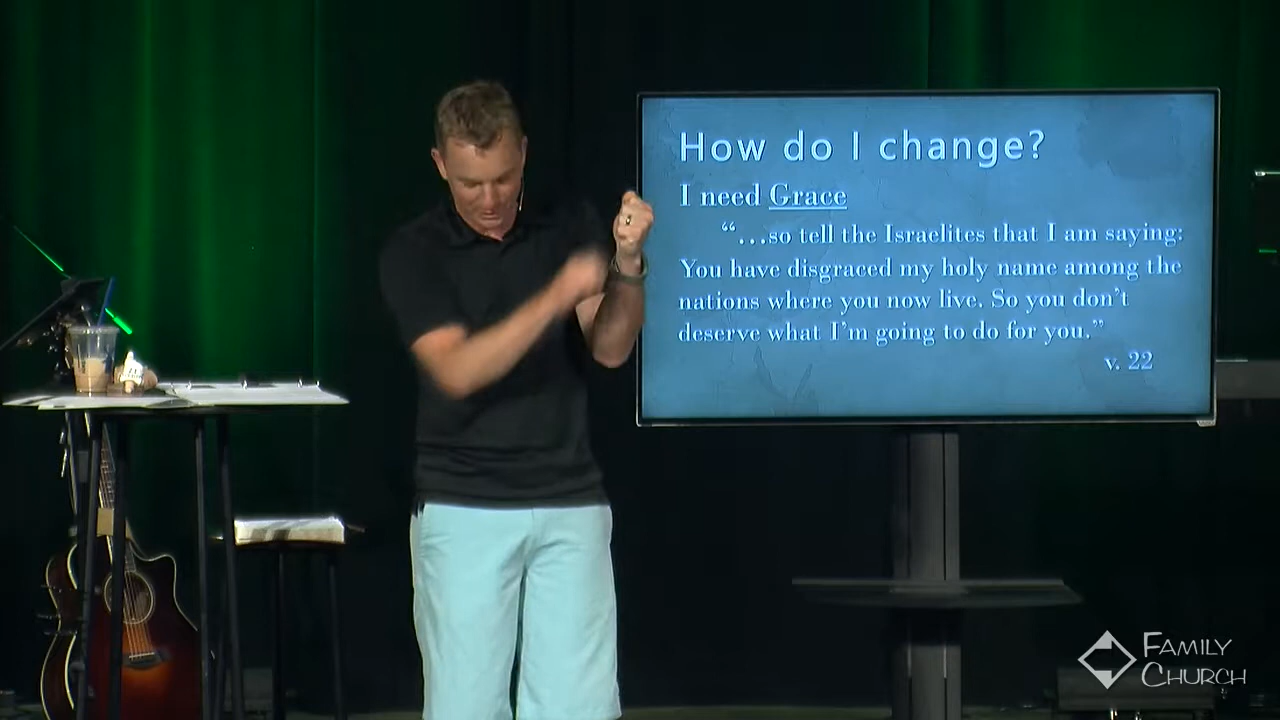 How do I change?
I need Grace
“...so tell the Israelites that I am saying:
You have disgraced my holy name among the
nations where you now live. So you don’t
deserve what I’m going to do for you.”
v. 22
FAMILY
CHURCH